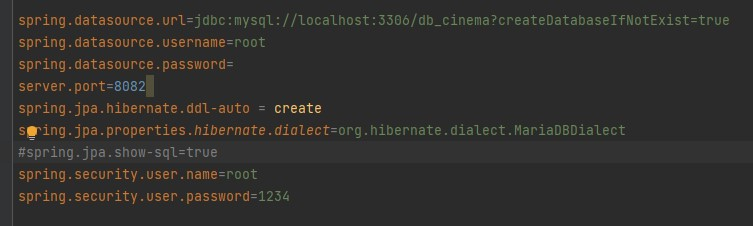 spring.datasource.url=jdbc:mysql://localhost:3306/db_cinema?createDatabaseIfNotExist=true
spring.datasource.username=root
spring.datasource.password=
server.port=8082
spring.jpa.hibernate.ddl-auto = create
spring.jpa.properties.hibernate.dialect=org.hibernate.dialect.MariaDBDialect
#spring.jpa.show-sql=true
spring.security.user.name=root
spring.security.user.password=1234